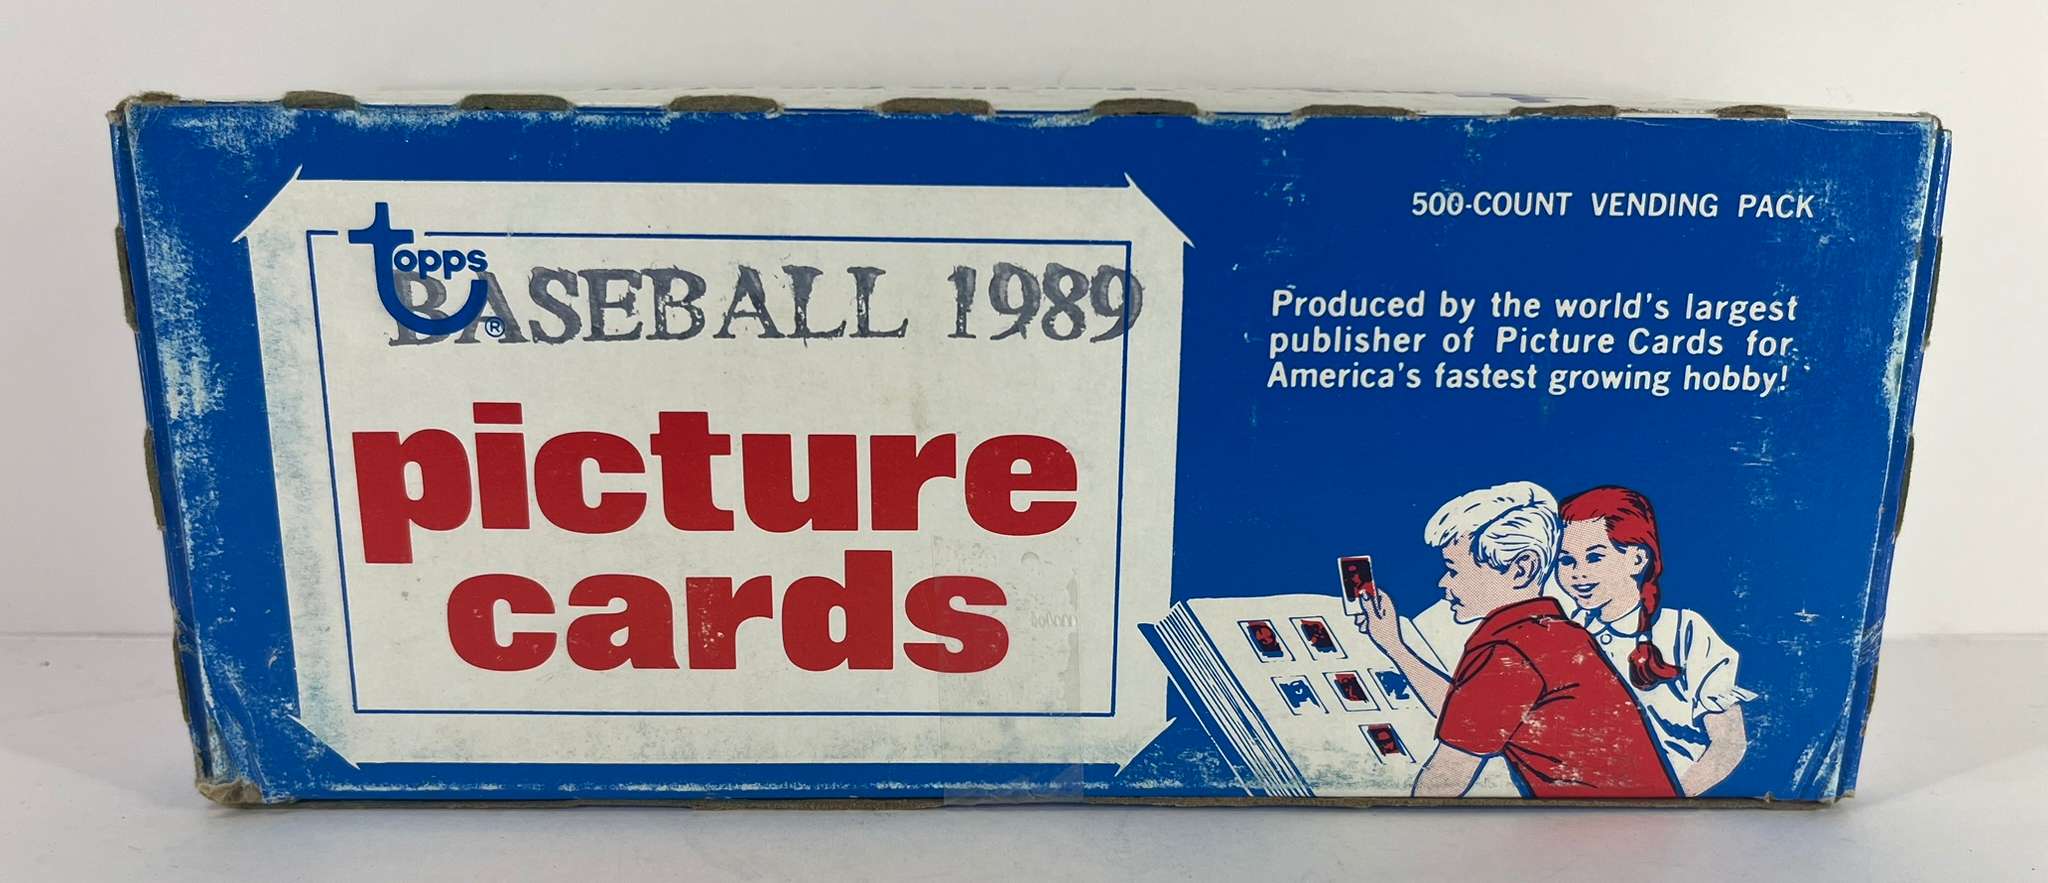 topps
®
BASEBALL 1989
picture
cards
500-COUNT VENDING PACK
Produced by the world's largest
publisher of Picture Cards for
America's fastest growing hobby!